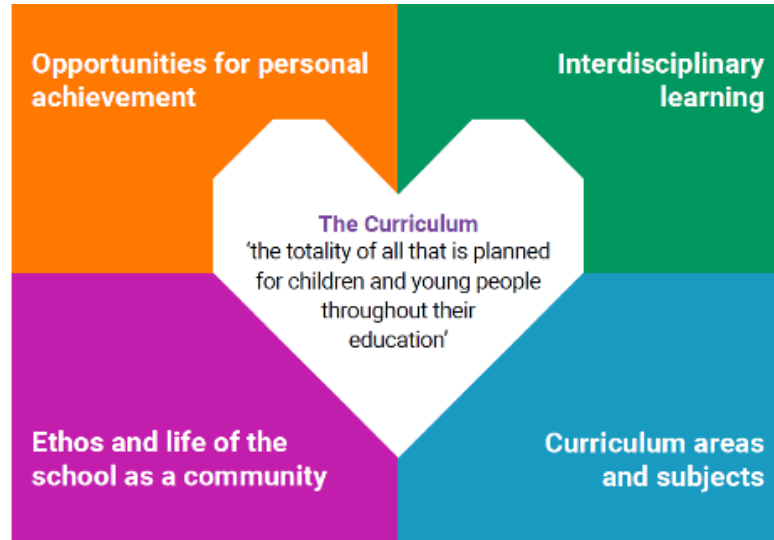 Opportunities for personal
achievement
Interdisciplinary
learning
The Curriculum
'the totality of all that is planned
for children and young people
throughout their
education'
Ethos and life of the
school as a community
Curriculum areas
and subjects